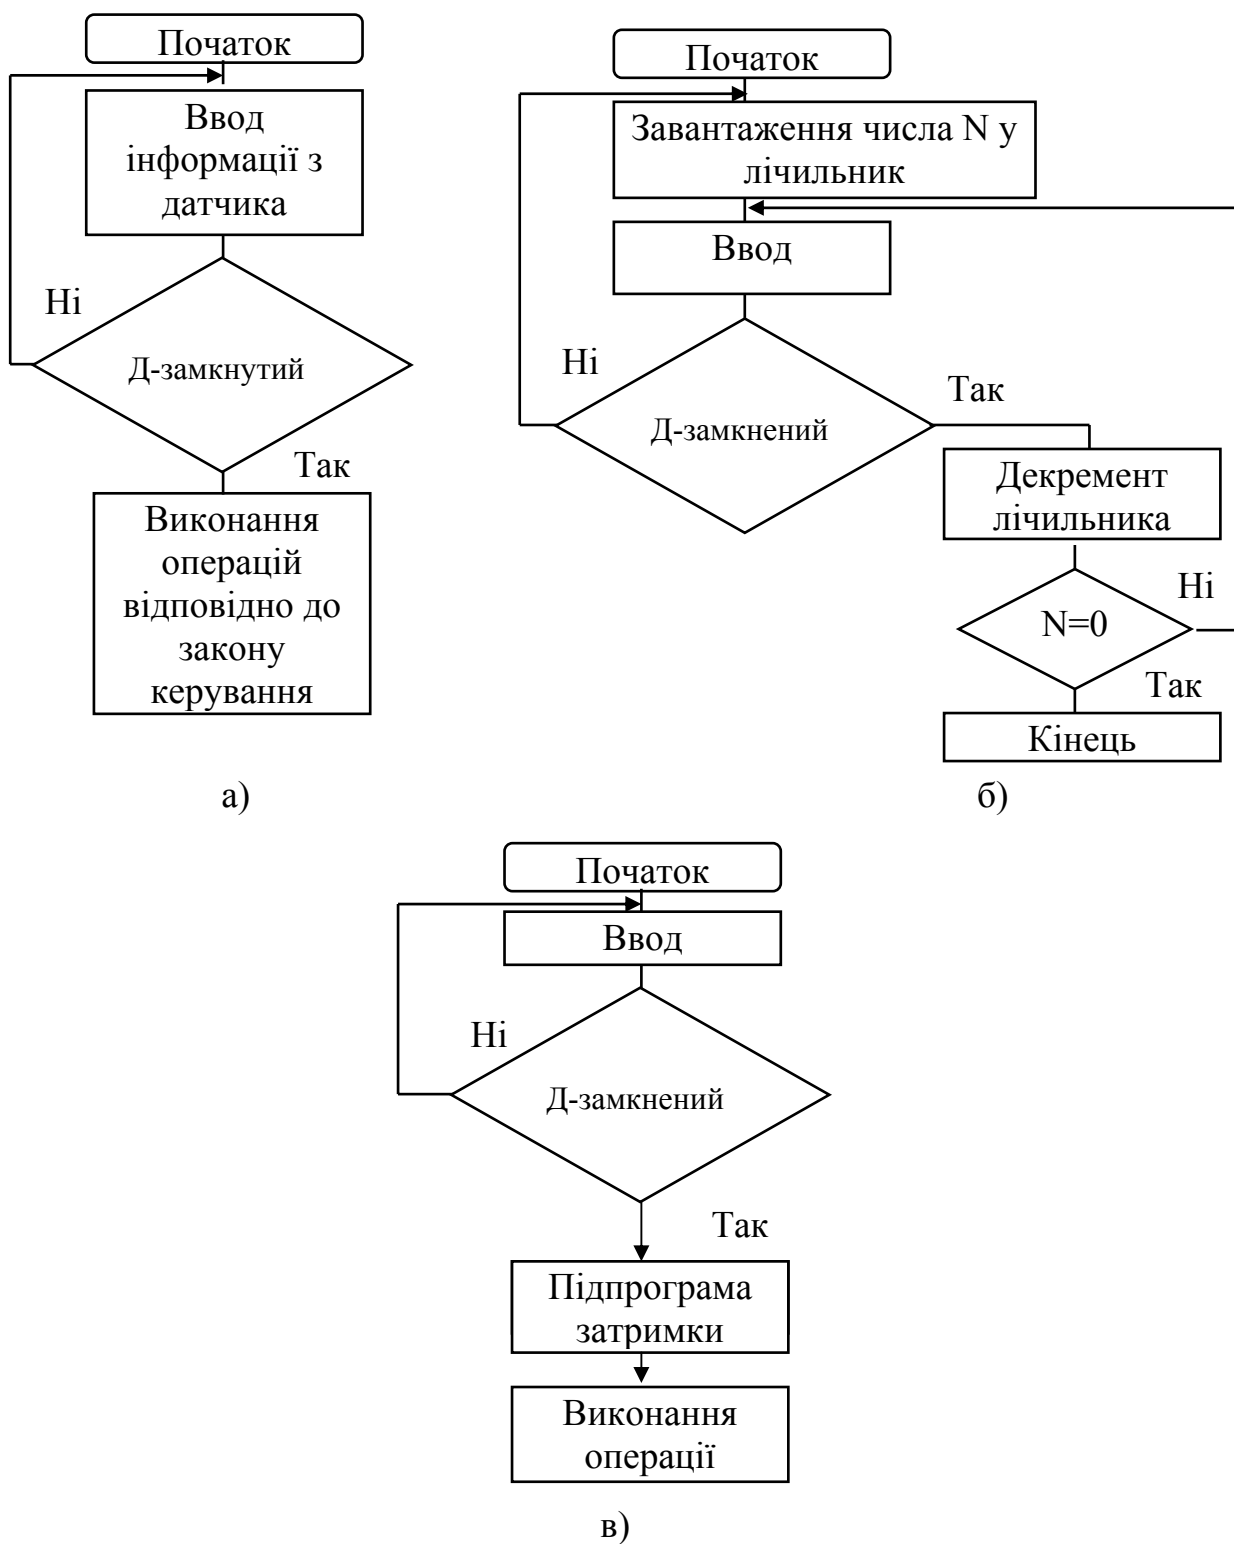 Початок
Ввод
інформації з
датчика
Ні
Д-замкнутий
Так
Виконання
операцій
відповідно до
закону
керування
а)
Початок
Завантаження числа N у
лічильник
Ввод
Ні
Д-замкнений
Так
Декремент
лічильника
N=0
Ні
Так
Кінець
б)
Початок
Ввод
Ні
Д-замкнений
Так
Підпрограма
затримки
Виконання
операції
в)